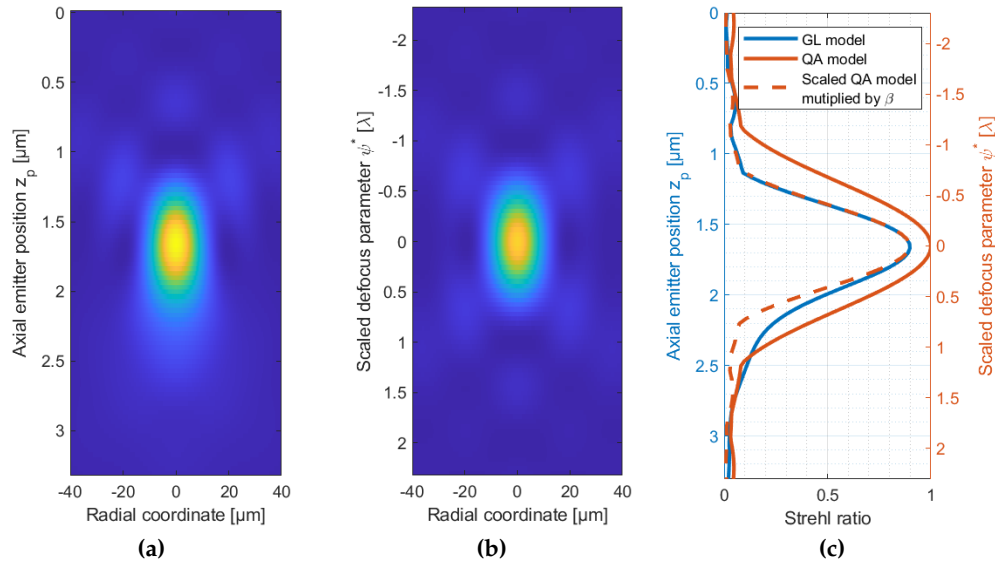 0
0.5
1
1.5
2
2.5
3
Axial emitter position z_p [µm]
-40 -20 0 20 40
Radial coordinate [µm]
(a)
-2
-1.5
-1
-0.5
0
0.5
1
1.5
2
Scaled defocus parameter ψ* [λ]
-40 -20 0 20 40
Radial coordinate [µm]
(b)
0
0.5
1
1.5
2
2.5
3
Axial emitter position z_p [µm]
GL model
QA model
Scaled QA model
mutiplied by β
-2
-1.5
-1
-0.5
0
0.5
1
1.5
2
Scaled defocus parameter ψ* [λ]
0 0.5 1
Strehl ratio
(c)